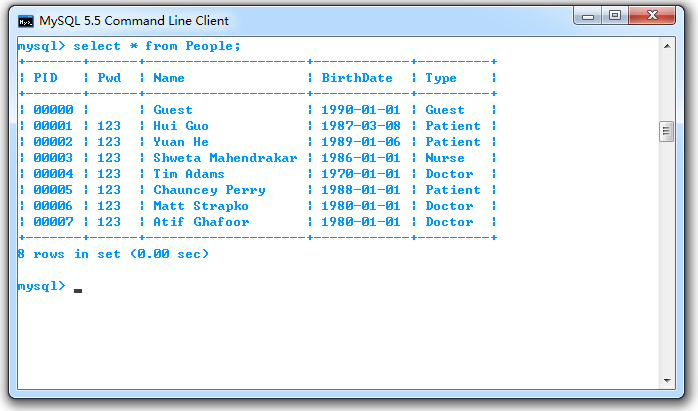 MySQL 5.5 Command Line Client
mysql> select * from People;
+-------+------+--------------------+------------+---------+
| PID   | Pwd  | Name               | BirthDate  | Type    |
+-------+------+--------------------+------------+---------+
| 00000 |      | Guest              | 1990-01-01 | Guest   |
| 00001 | 123  | Hui Guo            | 1987-03-08 | Patient |
| 00002 | 123  | Yuan He            | 1989-01-06 | Patient |
| 00003 | 123  | Shweta Mahendrakar | 1986-01-01 | Nurse   |
| 00004 | 123  | Tim Adams          | 1970-01-01 | Doctor  |
| 00005 | 123  | Chauncey Perry     | 1988-01-01 | Patient |
| 00006 | 123  | Matt Strapko       | 1980-01-01 | Doctor  |
| 00007 | 123  | Atif Ghafoor       | 1980-01-01 | Doctor  |
+-------+------+--------------------+------------+---------+
8 rows in set (0.00 sec)
mysql> _